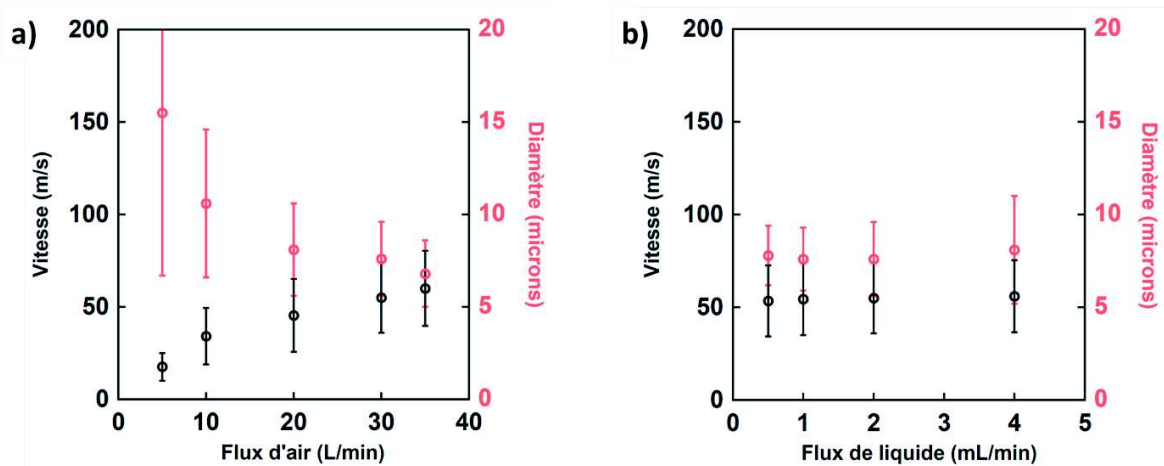 a)
200
150
100
50
0
Vitesse (m/s)
0 10 20 30 40
Flux d'air (L/min)
20
15
10
5
0
Diamètre (microns)
b)
200
150
100
50
0
Vitesse (m/s)
0 1 2 3 4 5
Flux de liquide (mL/min)
20
15
10
5
0
Diamètre (microns)